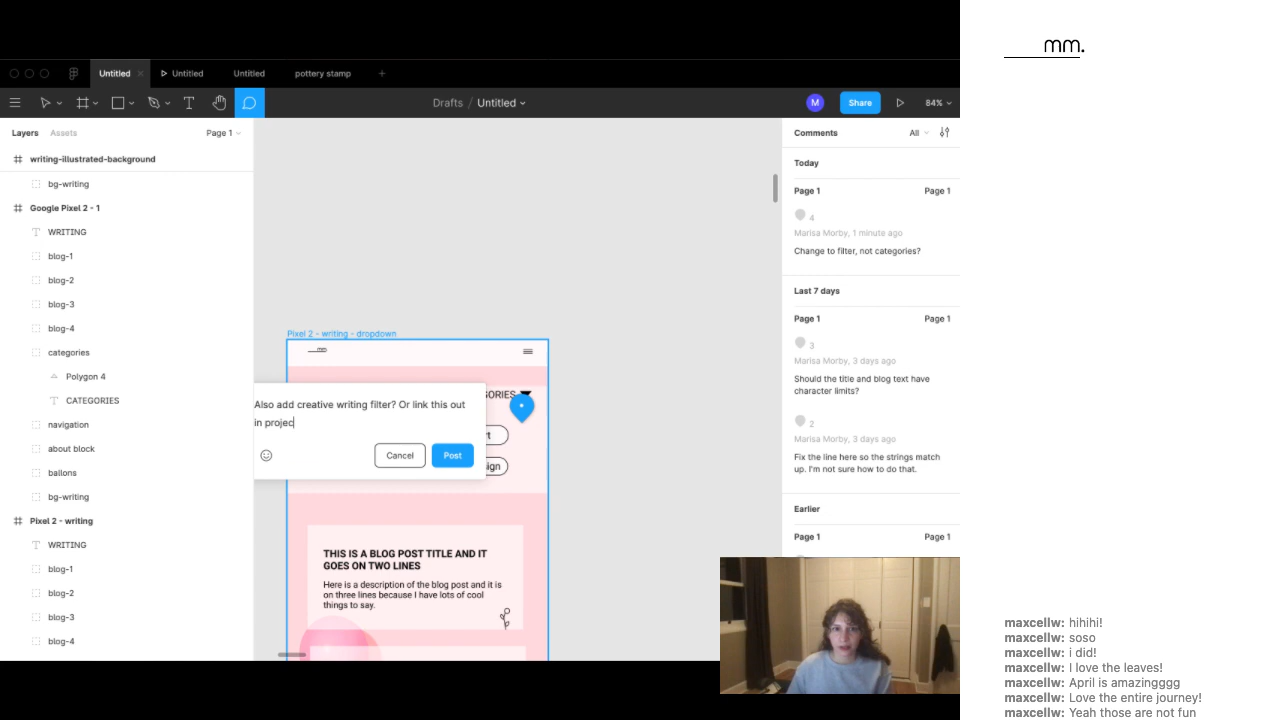 mm.
Untitled
Untitled
Untitled
pottery stamp
Drafts / Untitled
M
Share
84%
Layers
Assets
Page 1
writing-illustrated-background
bg-writing
Google Pixel 2 - 1
WRITING
blog-1
blog-2
blog-3
blog-4
categories
Polygon 4
CATEGORIES
navigation
about block
ballons
bg-writing
Pixel 2 - writing
WRITING
blog-1
blog-2
blog-3
blog-4
Pixel 2 - writing - dropdown
Also add creative writing filter? Or link this out
in projec
Cancel
Post
THIS IS A BLOG POST TITLE AND IT
GOES ON TWO LINES
Here is a description of the blog post and it is
on three lines because I have lots of cool
things to say.
Comments
All
Today
Page 1
Page 1
4
Marisa Morby, 1 minute ago
Change to filter, not categories?
Last 7 days
Page 1
Page 1
3
Marisa Morby, 3 days ago
Should the title and blog text have
character limits?
2
Marisa Morby, 3 days ago
Fix the line here so the strings match
up. I'm not sure how to do that.
Earlier
Page 1
Page 1
maxcellw: hihihi!
maxcellw: soso
maxcellw: i did!
maxcellw: I love the leaves!
maxcellw: April is amazingggg
maxcellw: Love the entire journey!
maxcellw: Yeah those are not fun